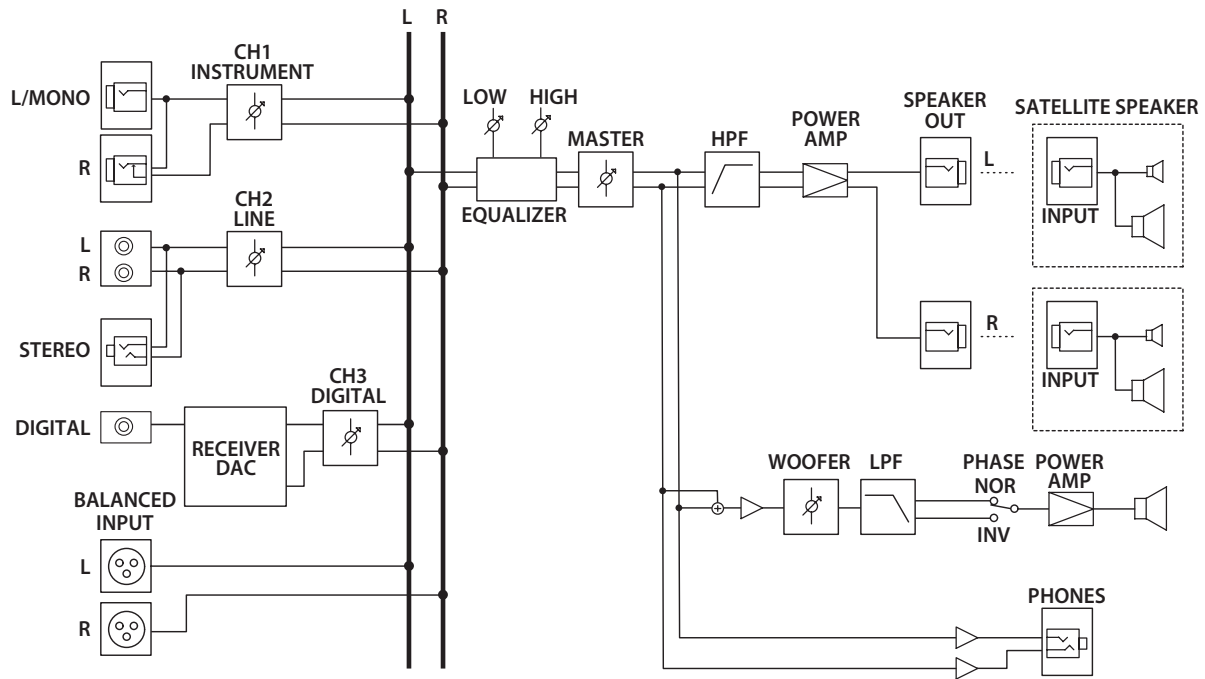 L R
CH1
INSTRUMENT
L/MONO
R
CH2
LINE
L
R
STEREO
CH3
DIGITAL
DIGITAL
RECEIVER
DAC
BALANCED
INPUT
L
R
LOW HIGH
EQUALIZER
MASTER
HPF
POWER
AMP
SPEAKER
OUT
L
R
SATELLITE SPEAKER
INPUT
INPUT
WOOFER
LPF
PHASE
NOR
INV
POWER
AMP
PHONES